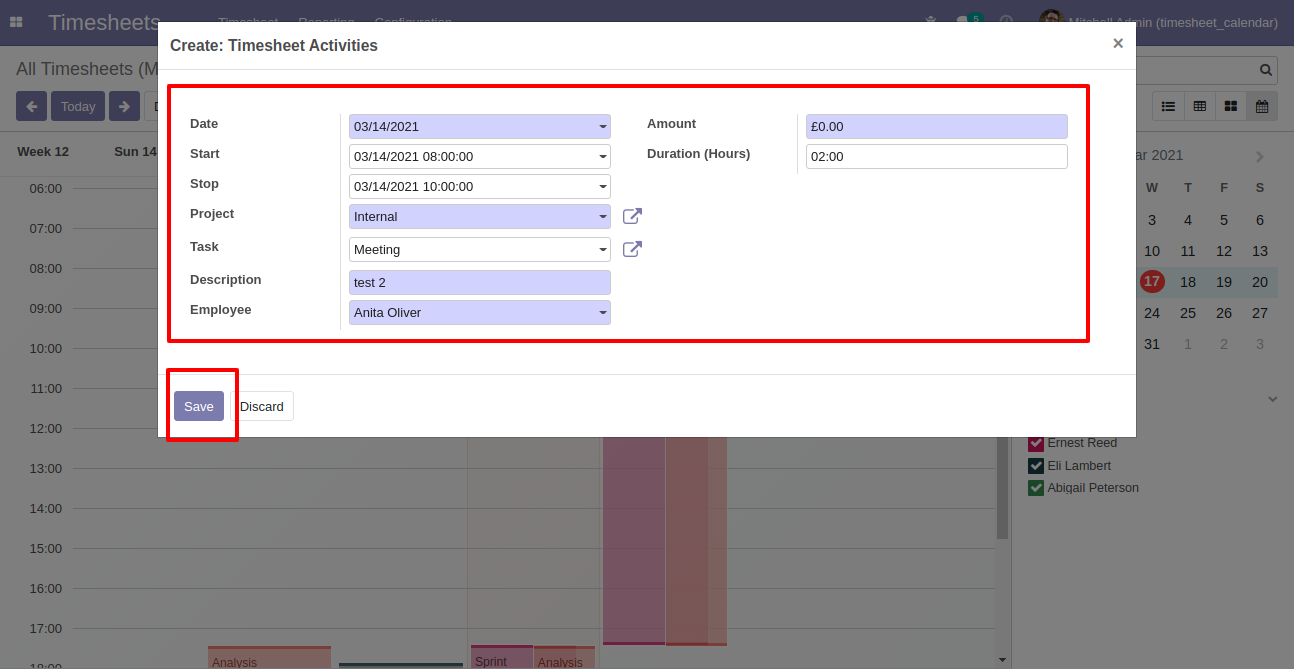 Timesheets Timesheet Reporting Configuration 5 Mitchell Admin (timesheet_calendar)
Create: Timesheet Activities ×
All Timesheets (M
Today
Date 03/14/2021 Amount £0.00
Start 03/14/2021 08:00:00 Duration (Hours) 02:00
Stop 03/14/2021 10:00:00
Project Internal
Task Meeting
Description test 2
Employee Anita Oliver
Save Discard
Week 12 Sun 14
06:00
07:00
08:00
09:00
10:00
11:00
12:00
13:00
14:00
15:00
16:00
17:00
18:00
Analysis Sprint Analysis
ar 2021
W T F S
3 4 5 6
10 11 12 13
17 18 19 20
24 25 26 27
31 1 2 3
Ernest Reed
Eli Lambert
Abigail Peterson